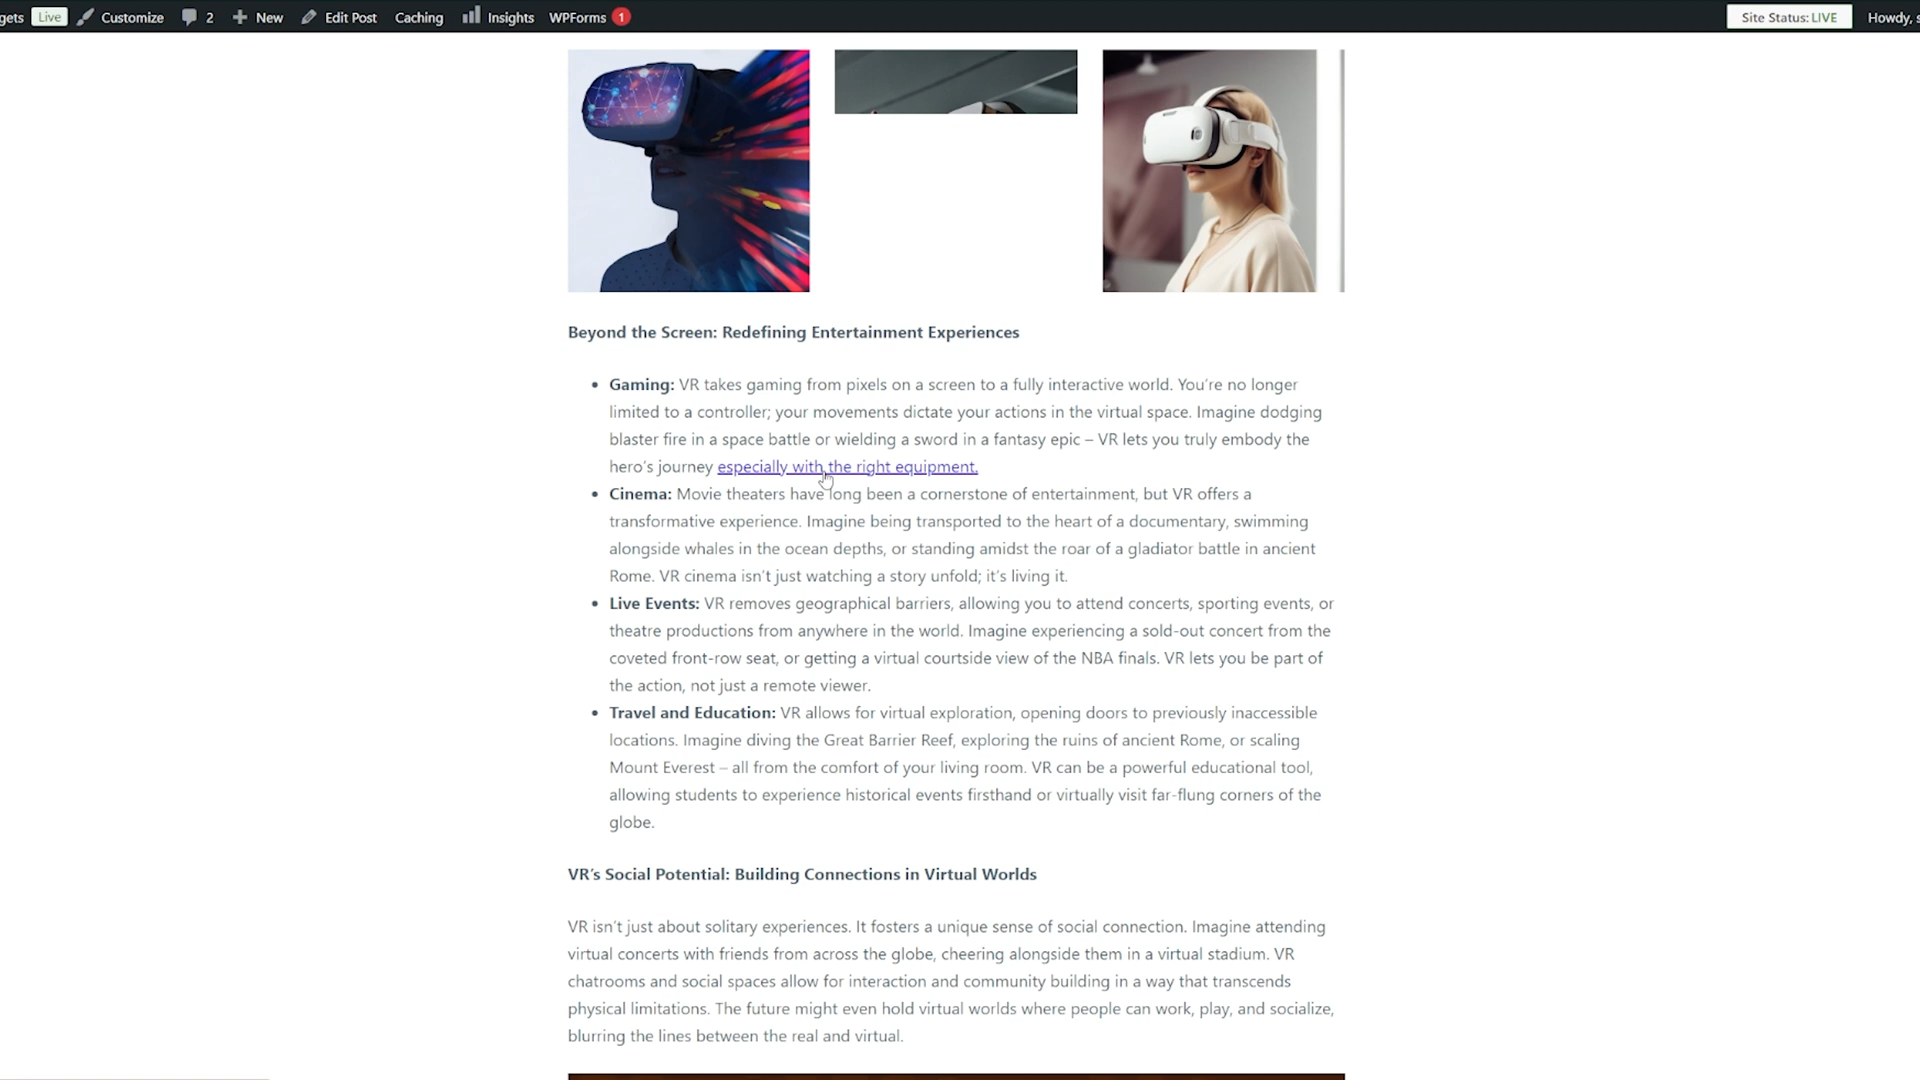 gets Live Customize 2 New Edit Post Caching Insights WPForms 1 Site Status: LIVE Howdy, s
Beyond the Screen: Redefining Entertainment Experiences
• Gaming: VR takes gaming from pixels on a screen to a fully interactive world. You're no longer
limited to a controller; your movements dictate your actions in the virtual space. Imagine dodging
blaster fire in a space battle or wielding a sword in a fantasy epic – VR lets you truly embody the
hero's journey especially with the right equipment.
• Cinema: Movie theaters have long been a cornerstone of entertainment, but VR offers a
transformative experience. Imagine being transported to the heart of a documentary, swimming
alongside whales in the ocean depths, or standing amidst the roar of a gladiator battle in ancient
Rome. VR cinema isn't just watching a story unfold; it's living it.
• Live Events: VR removes geographical barriers, allowing you to attend concerts, sporting events, or
theatre productions from anywhere in the world. Imagine experiencing a sold-out concert from the
coveted front-row seat, or getting a virtual courtside view of the NBA finals. VR lets you be part of
the action, not just a remote viewer.
• Travel and Education: VR allows for virtual exploration, opening doors to previously inaccessible
locations. Imagine diving the Great Barrier Reef, exploring the ruins of ancient Rome, or scaling
Mount Everest – all from the comfort of your living room. VR can be a powerful educational tool,
allowing students to experience historical events firsthand or virtually visit far-flung corners of the
globe.
VR's Social Potential: Building Connections in Virtual Worlds
VR isn't just about solitary experiences. It fosters a unique sense of social connection. Imagine attending
virtual concerts with friends from across the globe, cheering alongside them in a virtual stadium. VR
chatrooms and social spaces allow for interaction and community building in a way that transcends
physical limitations. The future might even hold virtual worlds where people can work, play, and socialize,
blurring the lines between the real and virtual.